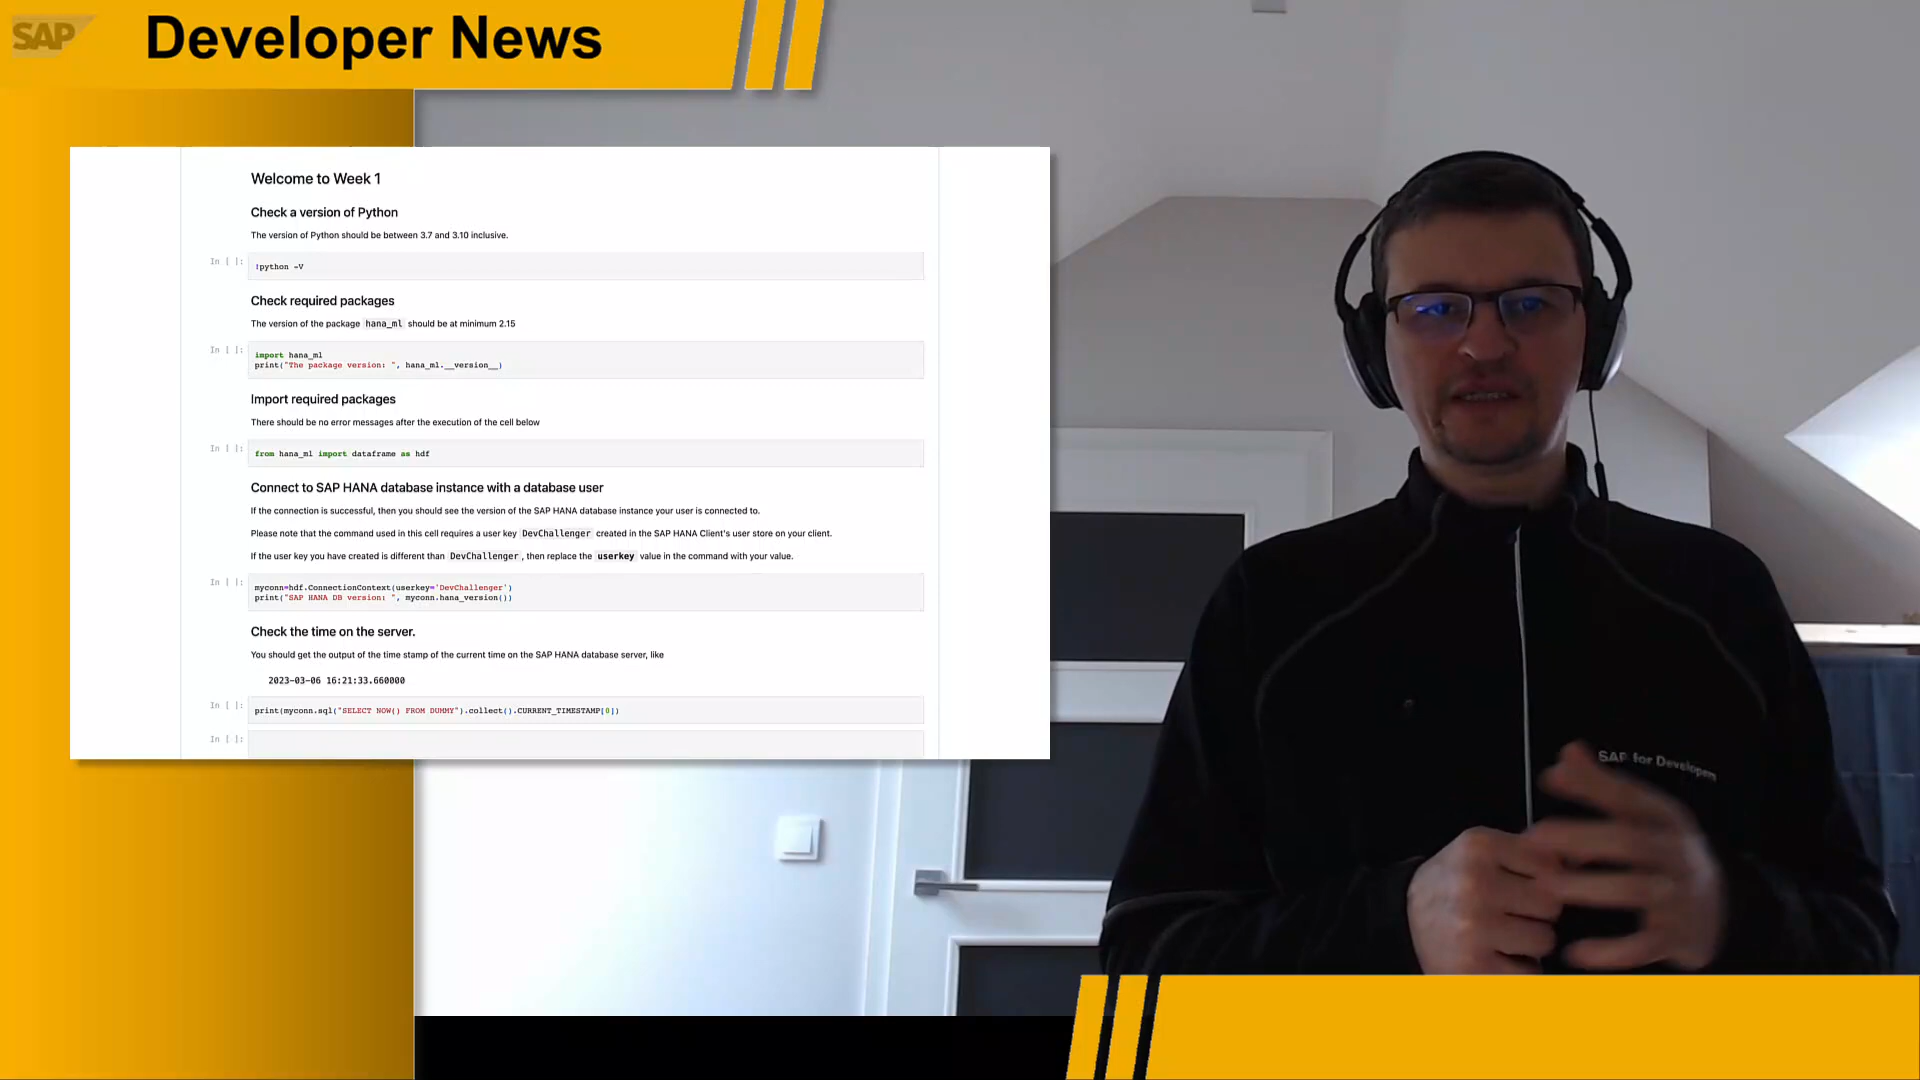 SAP
Developer News
Welcome to Week 1
Check a version of Python
The version of Python should be between 3.7 and 3.10 inclusive.
In [ ]:
!python -V
Check required packages
The version of the package hana_ml should be at minimum 2.15
In [ ]:
import hana_ml
print("The package version: ", hana_ml.__version__)
Import required packages
There should be no error messages after the execution of the cell below
In [ ]:
from hana_ml import dataframe as hdf
Connect to SAP HANA database instance with a database user
If the connection is successful, then you should see the version of the SAP HANA database instance your user is connected to.
Please note that the command used in this cell requires a user key DevChallenger created in the SAP HANA Client's user store on your client.
If the user key you have created is different than DevChallenger, then replace the userkey value in the command with your value.
In [ ]:
myconn=hdf.ConnectionContext(userkey='DevChallenger')
print("SAP HANA DB version: ", myconn.hana_version())
Check the time on the server.
You should get the output of the time stamp of the current time on the SAP HANA database server, like
2023-03-06 16:21:33.660000
In [ ]:
print(myconn.sql("SELECT NOW() FROM DUMMY").collect().CURRENT_TIMESTAMP[0])
In [ ]:
SAP for Developers